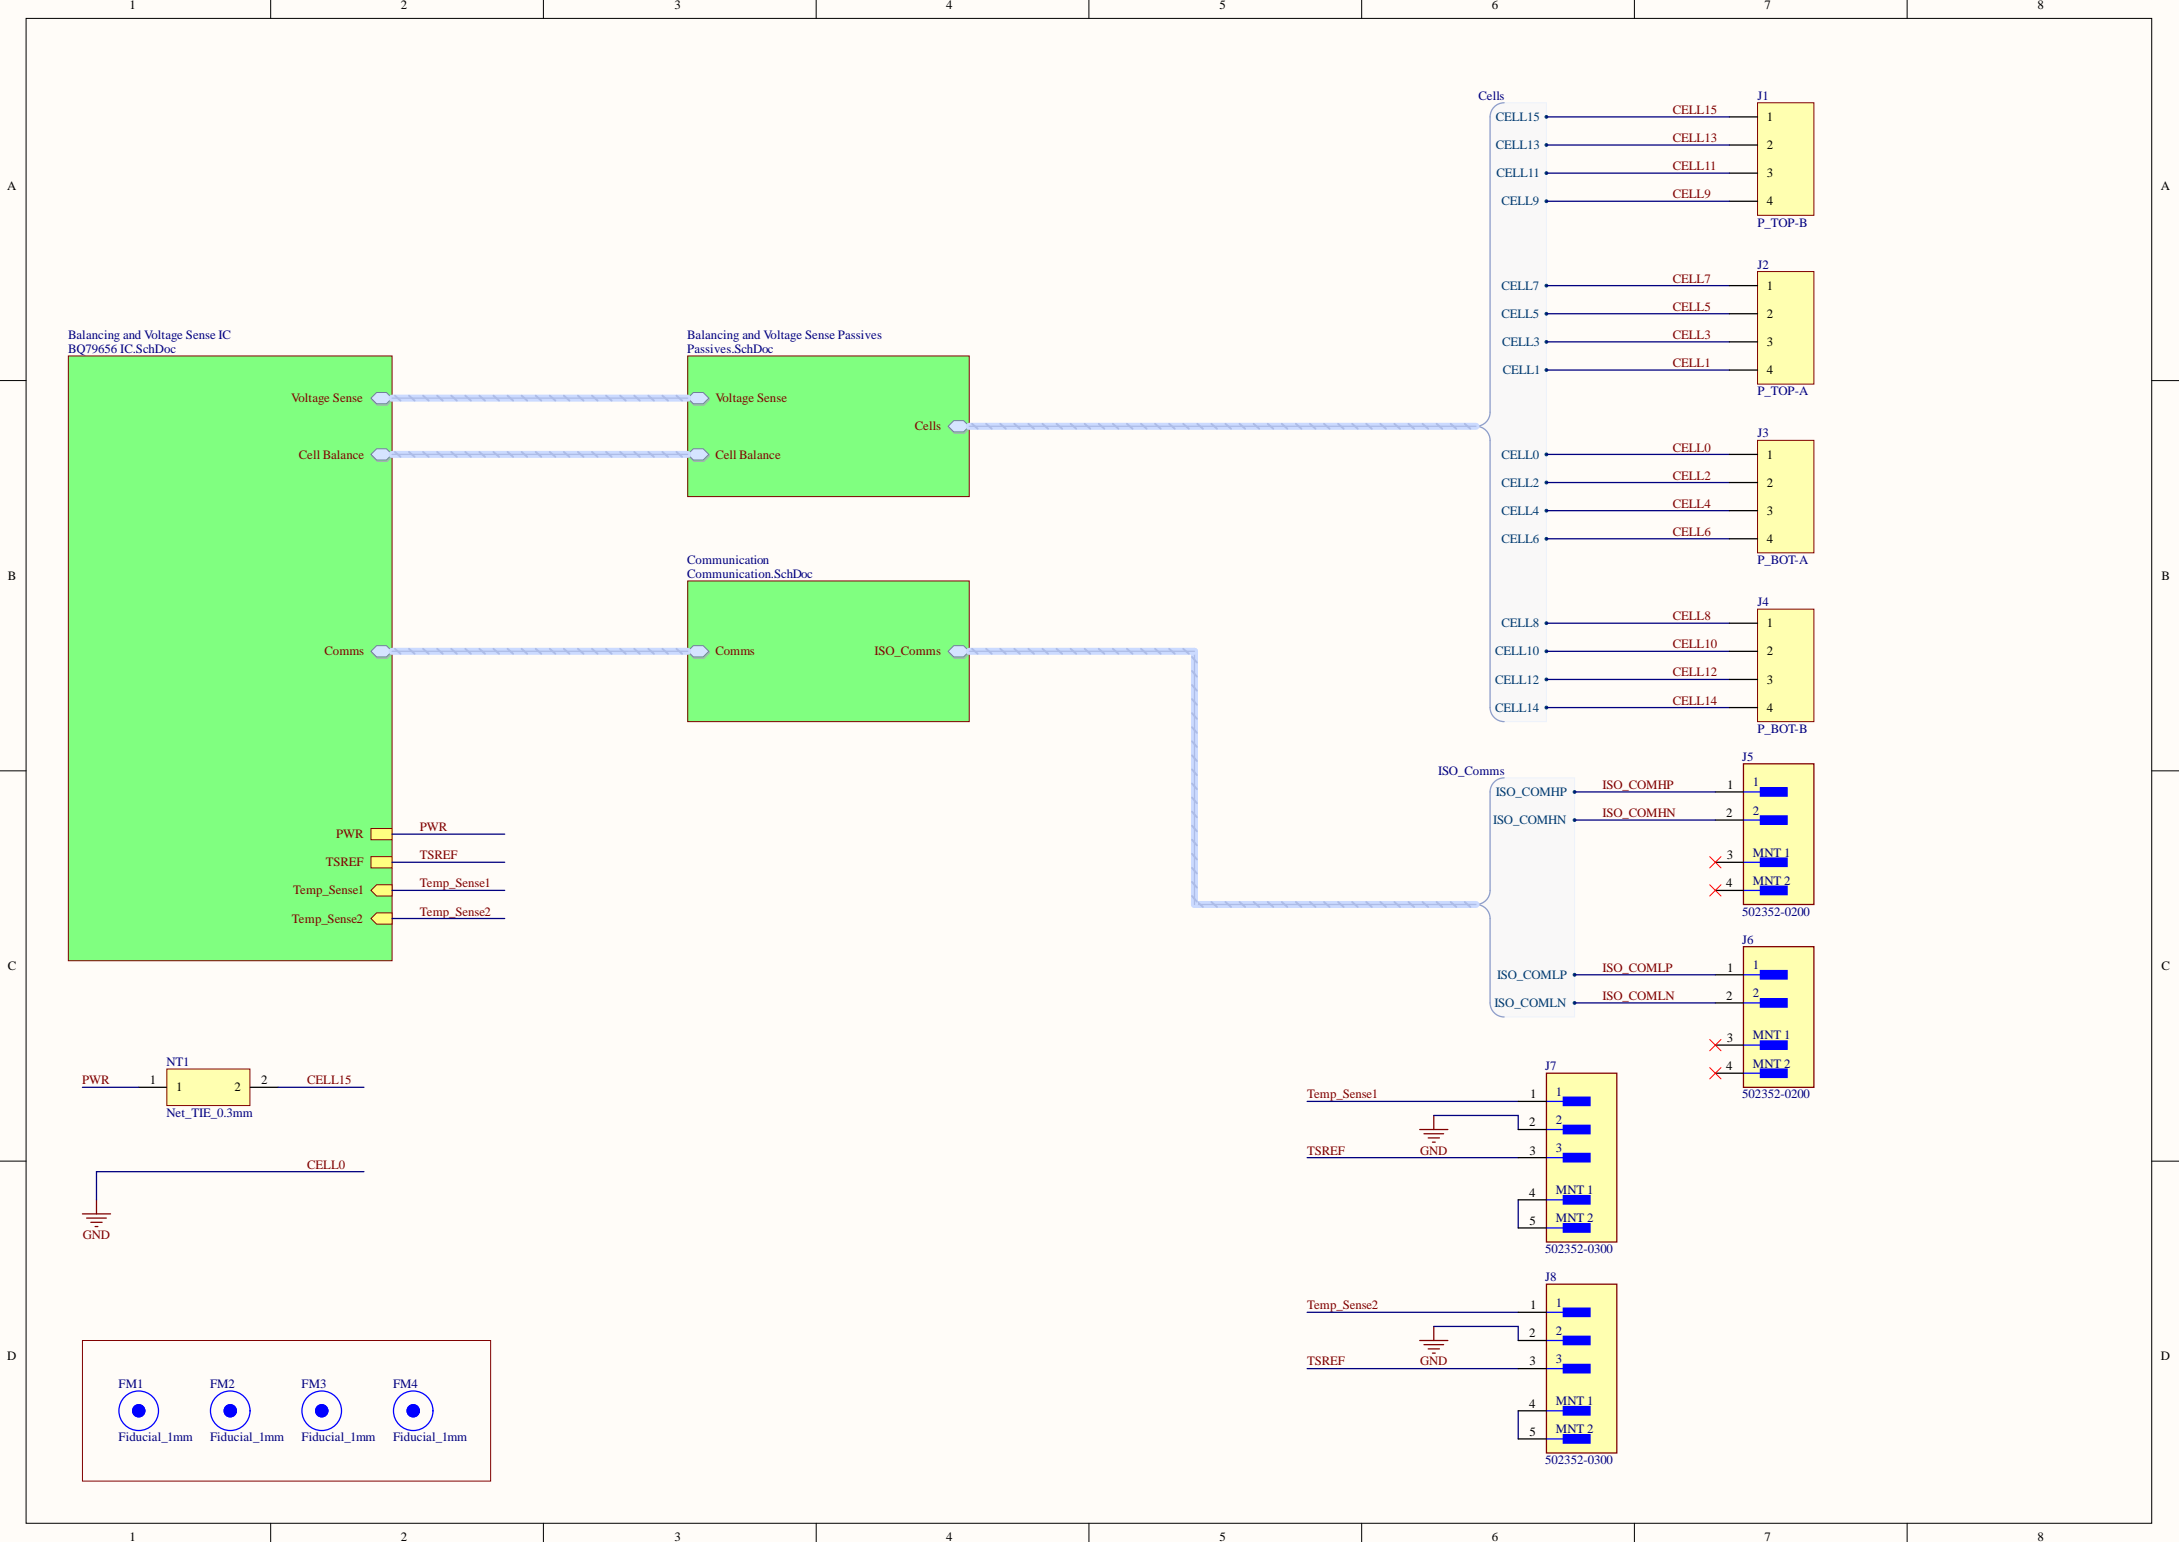 1 2 3 4 5 6 7 8
A A
B B
C C
D D
Balancing and Voltage Sense IC
BQ79656 IC.SchDoc
Voltage Sense
Cell Balance
Comms
PWR PWR
TSREF TSREF
Temp_Sense1 Temp_Sense1
Temp_Sense2 Temp_Sense2
Balancing and Voltage Sense Passives
Passives.SchDoc
Voltage Sense
Cells
Cell Balance
Communication
Communication.SchDoc
Comms ISO_Comms
Cells
J1
CELL15 CELL15 1
CELL13 CELL13 2
CELL11 CELL11 3
CELL9 CELL9 4
P_TOP-B
J2
CELL7 CELL7 1
CELL5 CELL5 2
CELL3 CELL3 3
CELL1 CELL1 4
P_TOP-A
J3
CELL0 CELL0 1
CELL2 CELL2 2
CELL4 CELL4 3
CELL6 CELL6 4
P_BOT-A
J4
CELL8 CELL8 1
CELL10 CELL10 2
CELL12 CELL12 3
CELL14 CELL14 4
P_BOT-B
ISO_Comms
J5
ISO_COMHP ISO_COMHP 1 1
ISO_COMHN ISO_COMHN 2 2
3 MNT 1
4 MNT 2
502352-0200
J6
ISO_COMLP ISO_COMLP 1 1
ISO_COMLN ISO_COMLN 2 2
3 MNT 1
4 MNT 2
502352-0200
NT1
PWR 1 1 2 2 CELL15
Net_TIE_0.3mm
CELL0
GND
J7
Temp_Sense1 1 1
2 2
GND
TSREF 3 3
4 MNT 1
5 MNT 2
502352-0300
J8
Temp_Sense2 1 1
2 2
GND
TSREF 3 3
4 MNT 1
5 MNT 2
502352-0300
FM1 FM2 FM3 FM4
Fiducial_1mm Fiducial_1mm Fiducial_1mm Fiducial_1mm
1 2 3 4 5 6 7 8